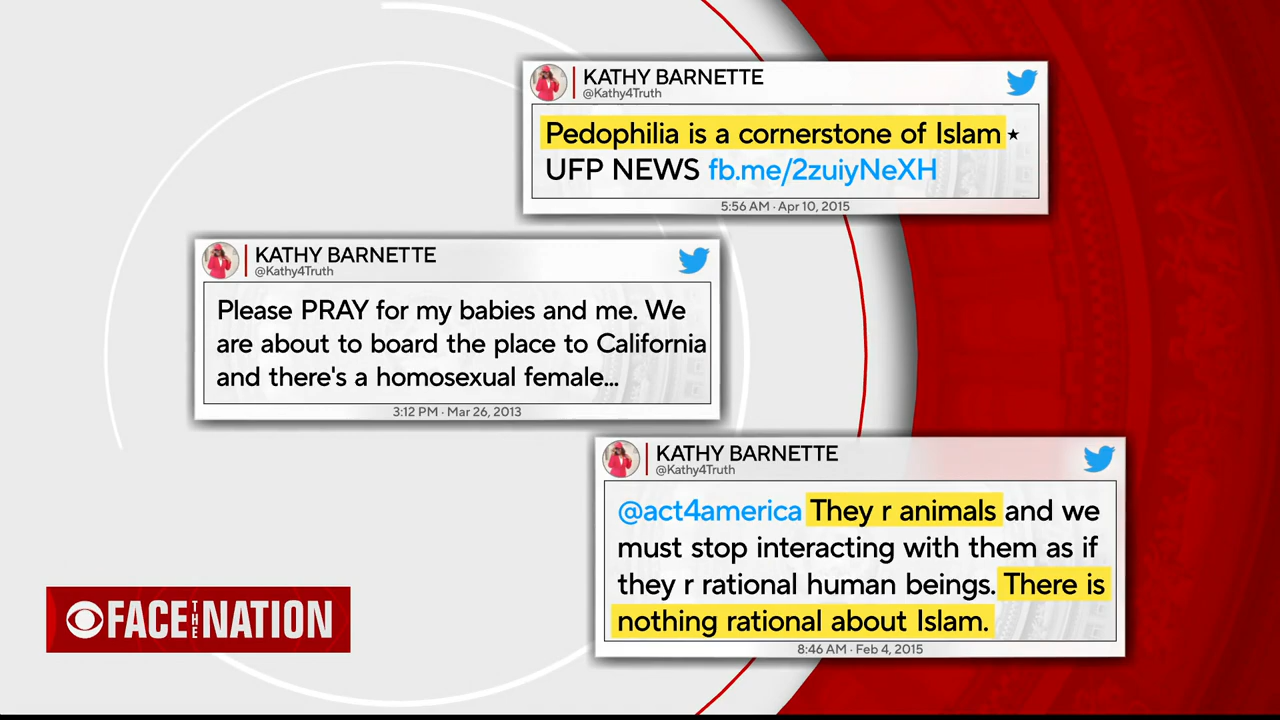 KATHY BARNETTE
@Kathy4Truth
Pedophilia is a cornerstone of Islam ★
UFP NEWS fb.me/2zuiyNeXH
5:56 AM · Apr 10, 2015
KATHY BARNETTE
@Kathy4Truth
Please PRAY for my babies and me. We
are about to board the place to California
and there's a homosexual female...
3:12 PM · Mar 26, 2013
KATHY BARNETTE
@Kathy4Truth
@act4america They r animals and we
must stop interacting with them as if
they r rational human beings. There is
nothing rational about Islam.
8:46 AM · Feb 4, 2015
FACE THE NATION